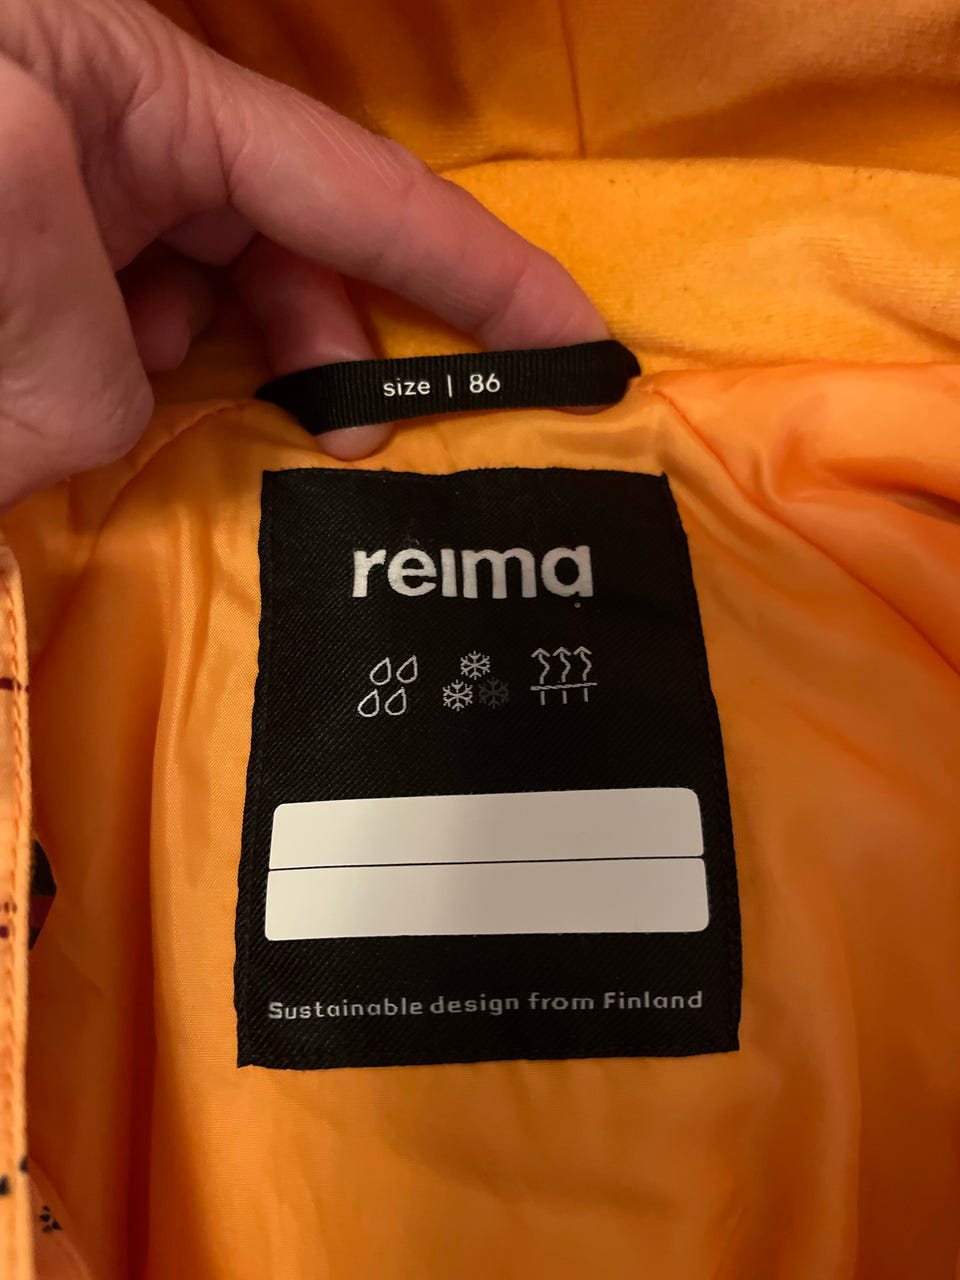 size | 86
reima
Sustainable design from Finland